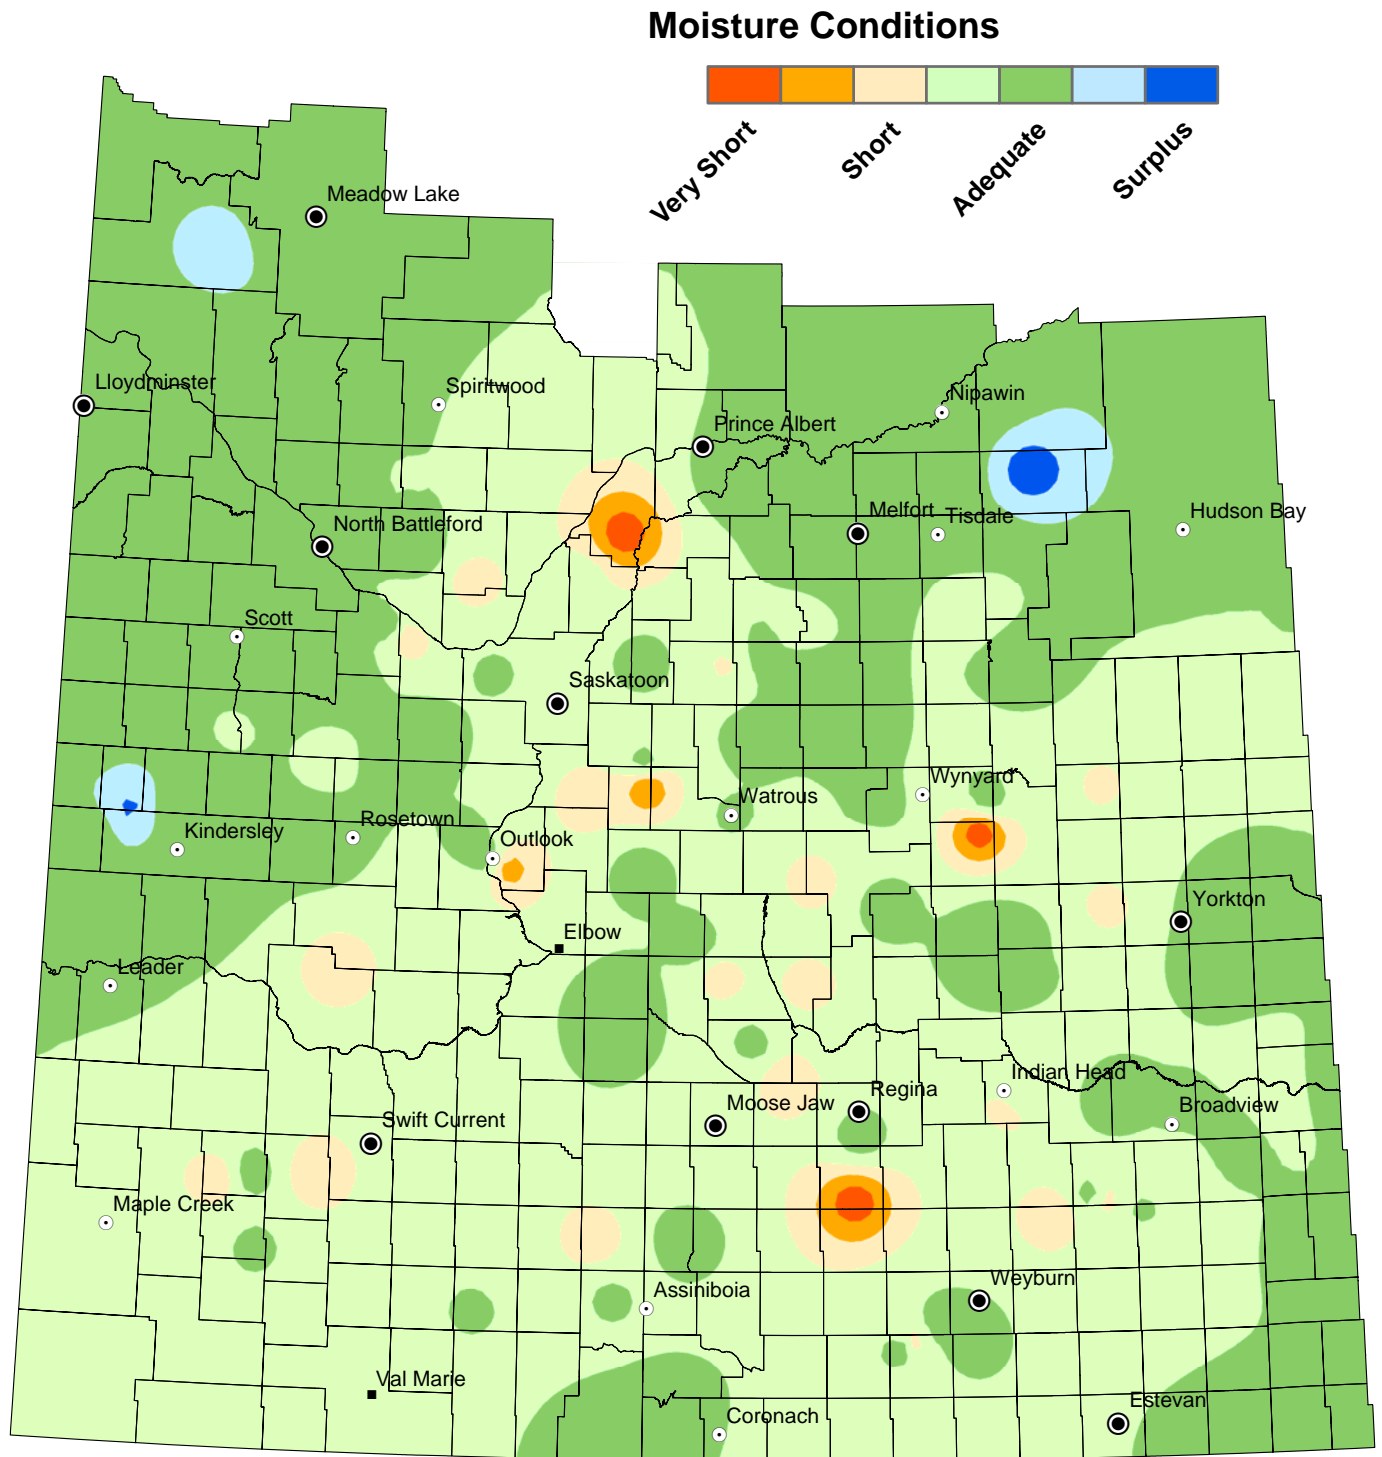 Moisture Conditions
Very Short
Short
Adequate
Surplus
Meadow Lake
Lloydminster
Spiritwood
Nipawin
Prince Albert
North Battleford
Melfort
Tisdale
Hudson Bay
Scott
Saskatoon
Wynyard
Watrous
Kindersley
Rosetown
Outlook
Yorkton
Elbow
Leader
Indian Head
Regina
Moose Jaw
Broadview
Swift Current
Maple Creek
Weyburn
Assiniboia
Val Marie
Estevan
Coronach